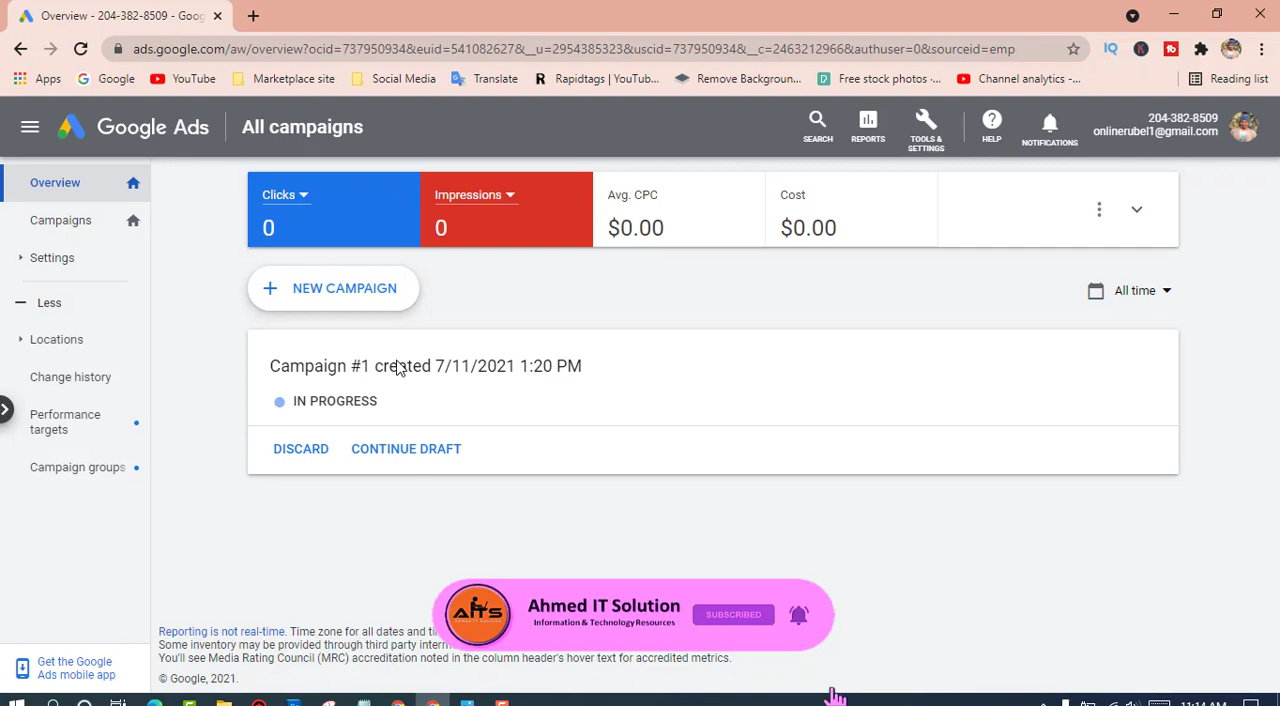 Overview - 204-382-8509 - Goog
ads.google.com/aw/overview?ocid=737950934&euid=541082627&__u=2954385323&uscid=737950934&__c=2463212966&authuser=0&sourceid=emp
IQ
K
tb
Apps
Google
YouTube
Marketplace site
Social Media
Translate
R
Rapidtags | YouTub...
Remove Backgroun...
Free stock photos ·...
Channel analytics -...
Reading list
Google Ads
All campaigns
SEARCH
REPORTS
TOOLS &
SETTINGS
HELP
NOTIFICATIONS
204-382-8509
onlinerubel1@gmail.com
Overview
Campaigns
Settings
Less
Locations
Change history
Performance
targets
Campaign groups
Get the Google
Ads mobile app
Clicks
0
Impressions
0
Avg. CPC
$0.00
Cost
$0.00
NEW CAMPAIGN
All time
Campaign #1 created 7/11/2021 1:20 PM
IN PROGRESS
DISCARD
CONTINUE DRAFT
AITS
Ahmed IT Solution
Information & Technology Resources
SUBSCRIBED
Reporting is not real-time. Time zone for all dates and
Some inventory may be provided through third party
You'll see Media Rating Council (MRC) accreditation noted in the column header's hover text for accredited metrics.
© Google, 2021.
11:14 AM